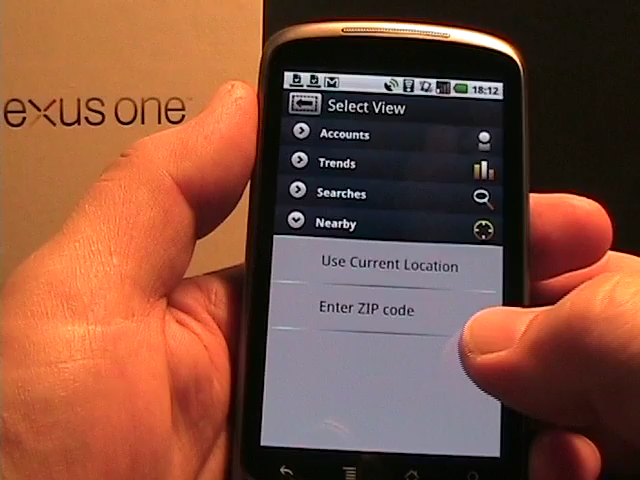 exus one
18:12
Select View
Accounts
Trends
Searches
Nearby
Use Current Location
Enter ZIP code